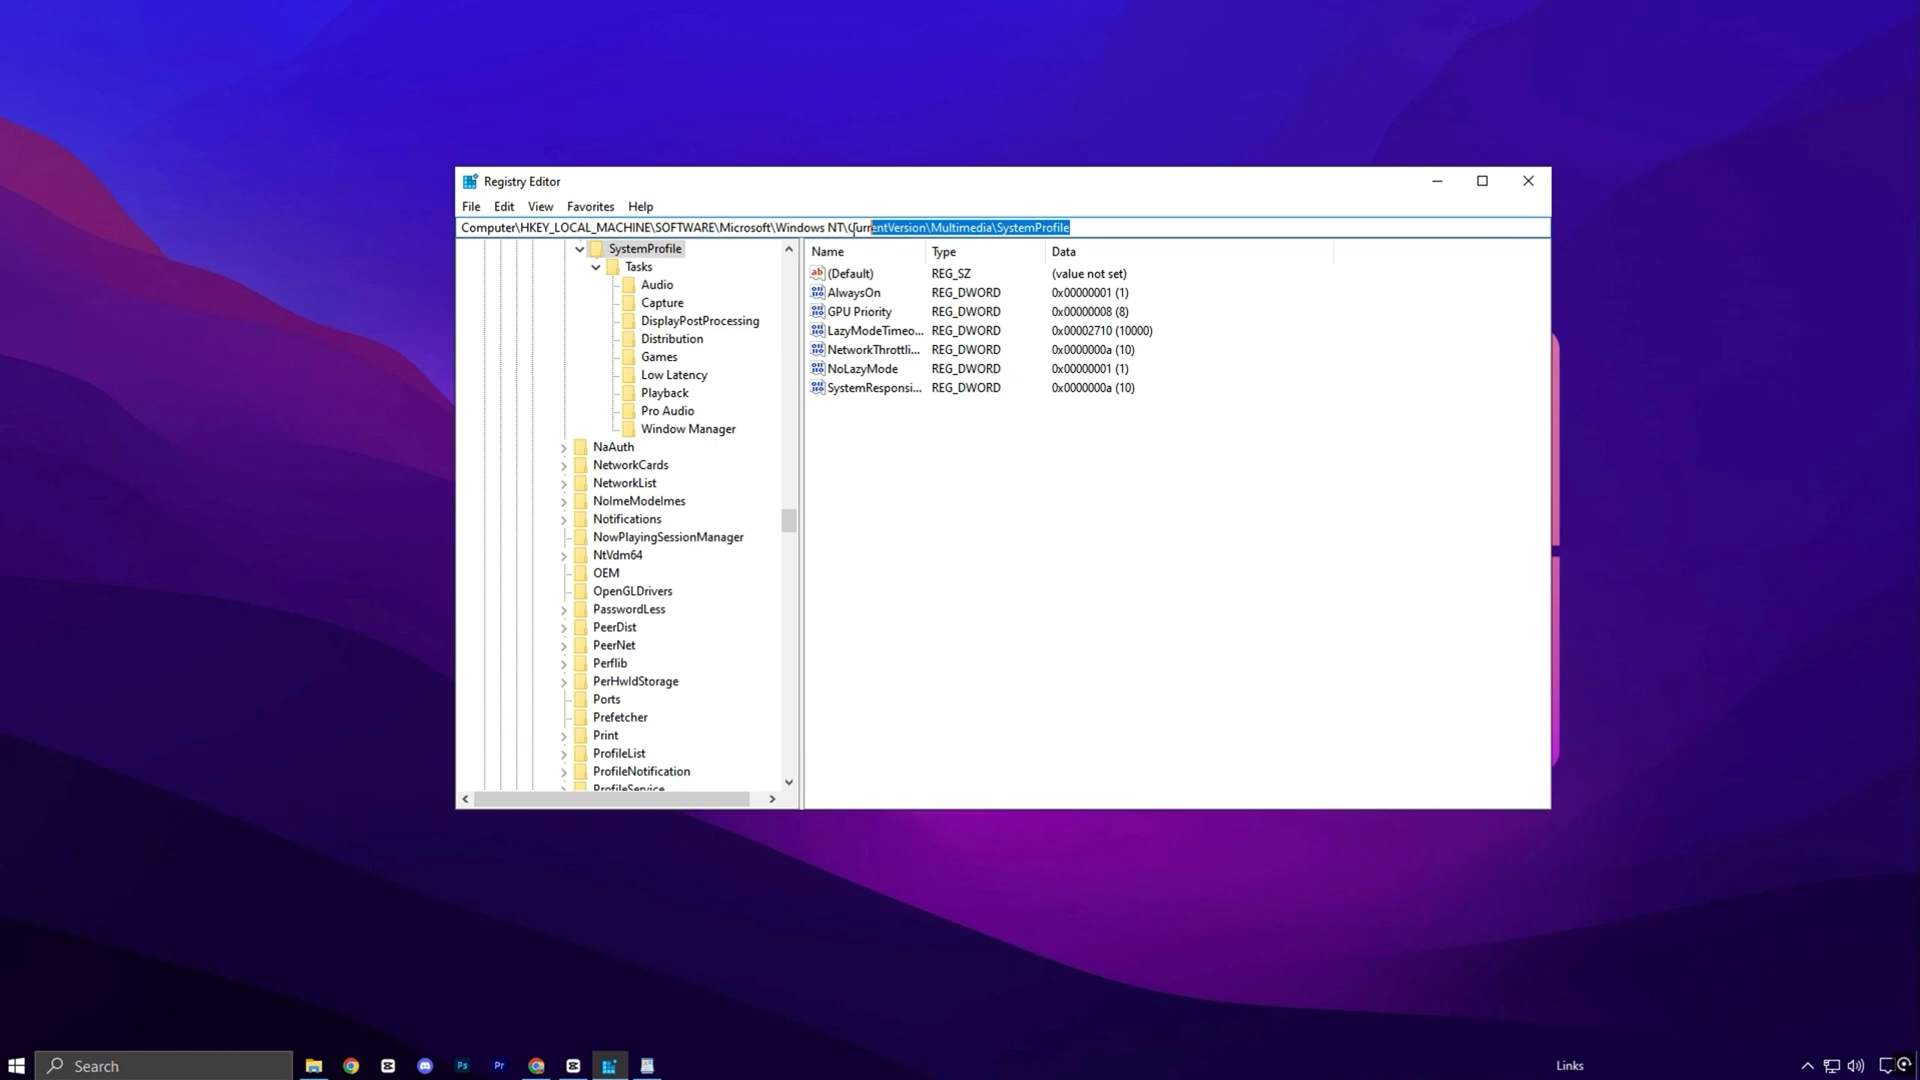 Registry Editor
File Edit View Favorites Help
Computer\HKEY_LOCAL_MACHINE\SOFTWARE\Microsoft\Windows NT\CurrentVersion\Multimedia\SystemProfile
SystemProfile
Tasks
Audio
Capture
DisplayPostProcessing
Distribution
Games
Low Latency
Playback
Pro Audio
Window Manager
NaAuth
NetworkCards
NetworkList
NoImeModeImes
Notifications
NowPlayingSessionManager
NtVdm64
OEM
OpenGLDrivers
PasswordLess
PeerDist
PeerNet
Perflib
PerHwIdStorage
Ports
Prefetcher
Print
ProfileList
ProfileNotification
ProfileService
Name Type Data
(Default) REG_SZ (value not set)
AlwaysOn REG_DWORD 0x00000001 (1)
GPU Priority REG_DWORD 0x00000008 (8)
LazyModeTimeo... REG_DWORD 0x00002710 (10000)
NetworkThrottli... REG_DWORD 0x0000000a (10)
NoLazyMode REG_DWORD 0x00000001 (1)
SystemResponsi... REG_DWORD 0x0000000a (10)
Search
Ps
Pr
Links